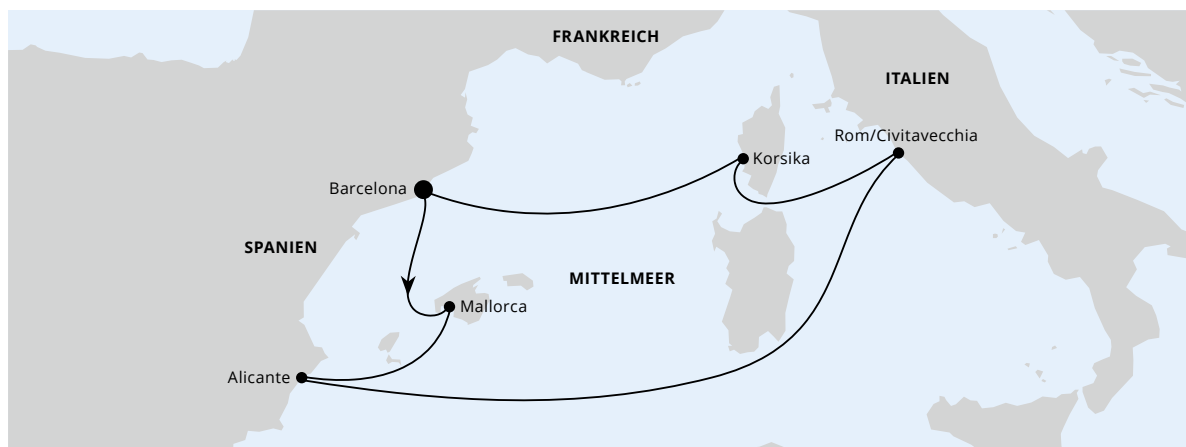 FRANKREICH
ITALIEN
Rom/Civitavecchia
Korsika
Barcelona
SPANIEN
MITTELMEER
Mallorca
Alicante